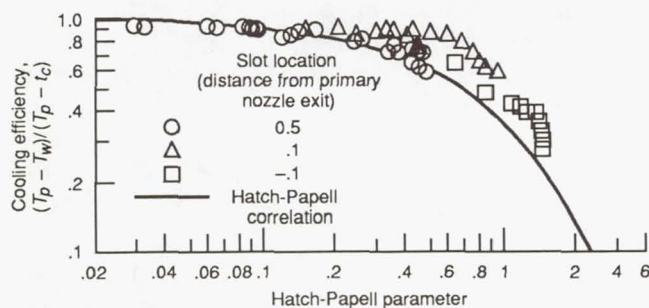 Cooling efficiency,
(Tp – Tw)/(Tp – tc)
1.0
.8
.6
.4
.2
.1
Slot location
(distance from primary
nozzle exit)
0.5
.1
–.1
Hatch-Papell
correlation
.02 .04 .06 .08 .1 .2 .4 .6 .8 1 2 4 6
Hatch-Papell parameter